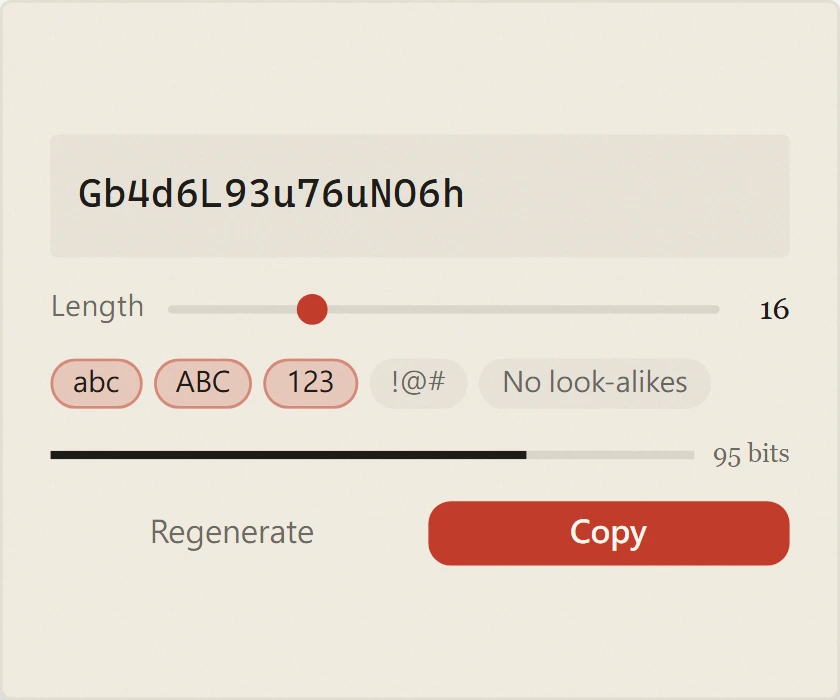 Gb4d6L93u76uNO6h
Length 16
abc ABC 123 !@# No look-alikes
95 bits
Regenerate Copy